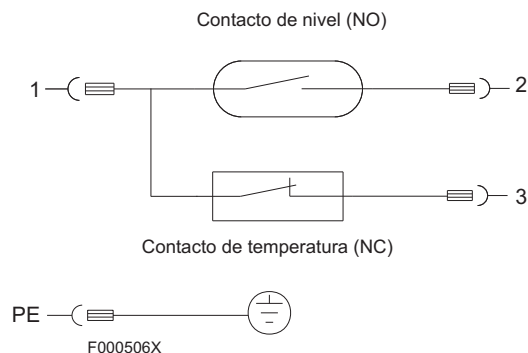 Contacto de nivel (NO)
1
2
3
Contacto de temperatura (NC)
PE
F000506X